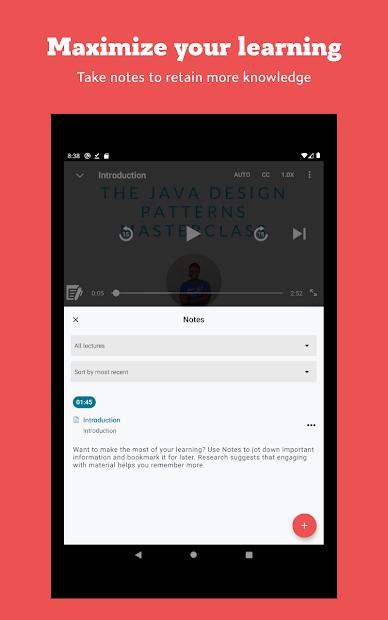 Maximize your learning
Take notes to retain more knowledge
8:38
Introduction AUTO CC 1.0X
THE JAVA DESIGN
PATTERNS
MASTERCLASS
15 15
0:05 2:52
Notes
All lectures
Sort by most recent
01:45
Introduction
Introduction
Want to make the most of your learning? Use Notes to jot down important
information and bookmark it for later. Research suggests that engaging
with material helps you remember more.